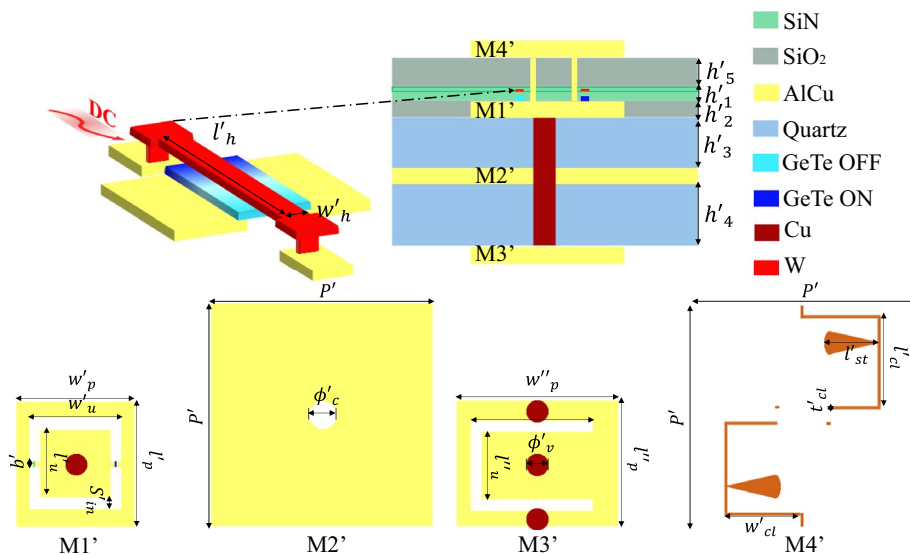 DC
l'h
w'h
M4'
M1'
M2'
M3'
h'5
h'1
h'2
h'3
h'4
SiN
SiO2
AlCu
Quartz
GeTe OFF
GeTe ON
Cu
W
w'p
w'u
b'
l'u
S'in
l'p
M1'
P'
P'
ϕ'c
M2'
w''p
ϕ'v
l''u
l''p
M3'
P'
P'
l'st
l'cl
t'cl
w'cl
M4'